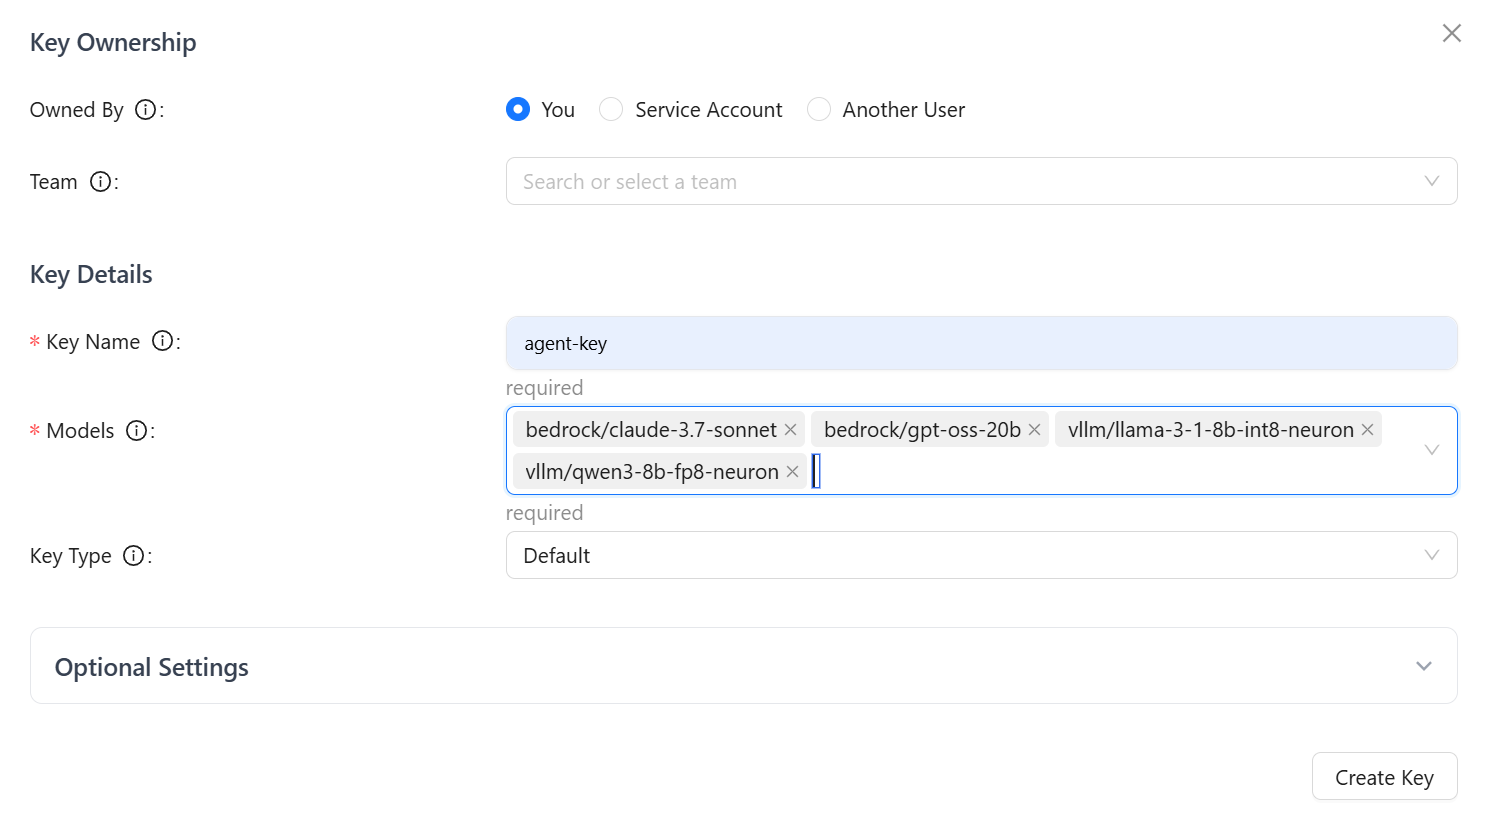 Key Ownership
Owned By : You Service Account Another User
Team : Search or select a team
Key Details
* Key Name : agent-key
required
* Models : bedrock/claude-3.7-sonnet bedrock/gpt-oss-20b vllm/llama-3-1-8b-int8-neuron
vllm/qwen3-8b-fp8-neuron
required
Key Type : Default
Optional Settings
Create Key